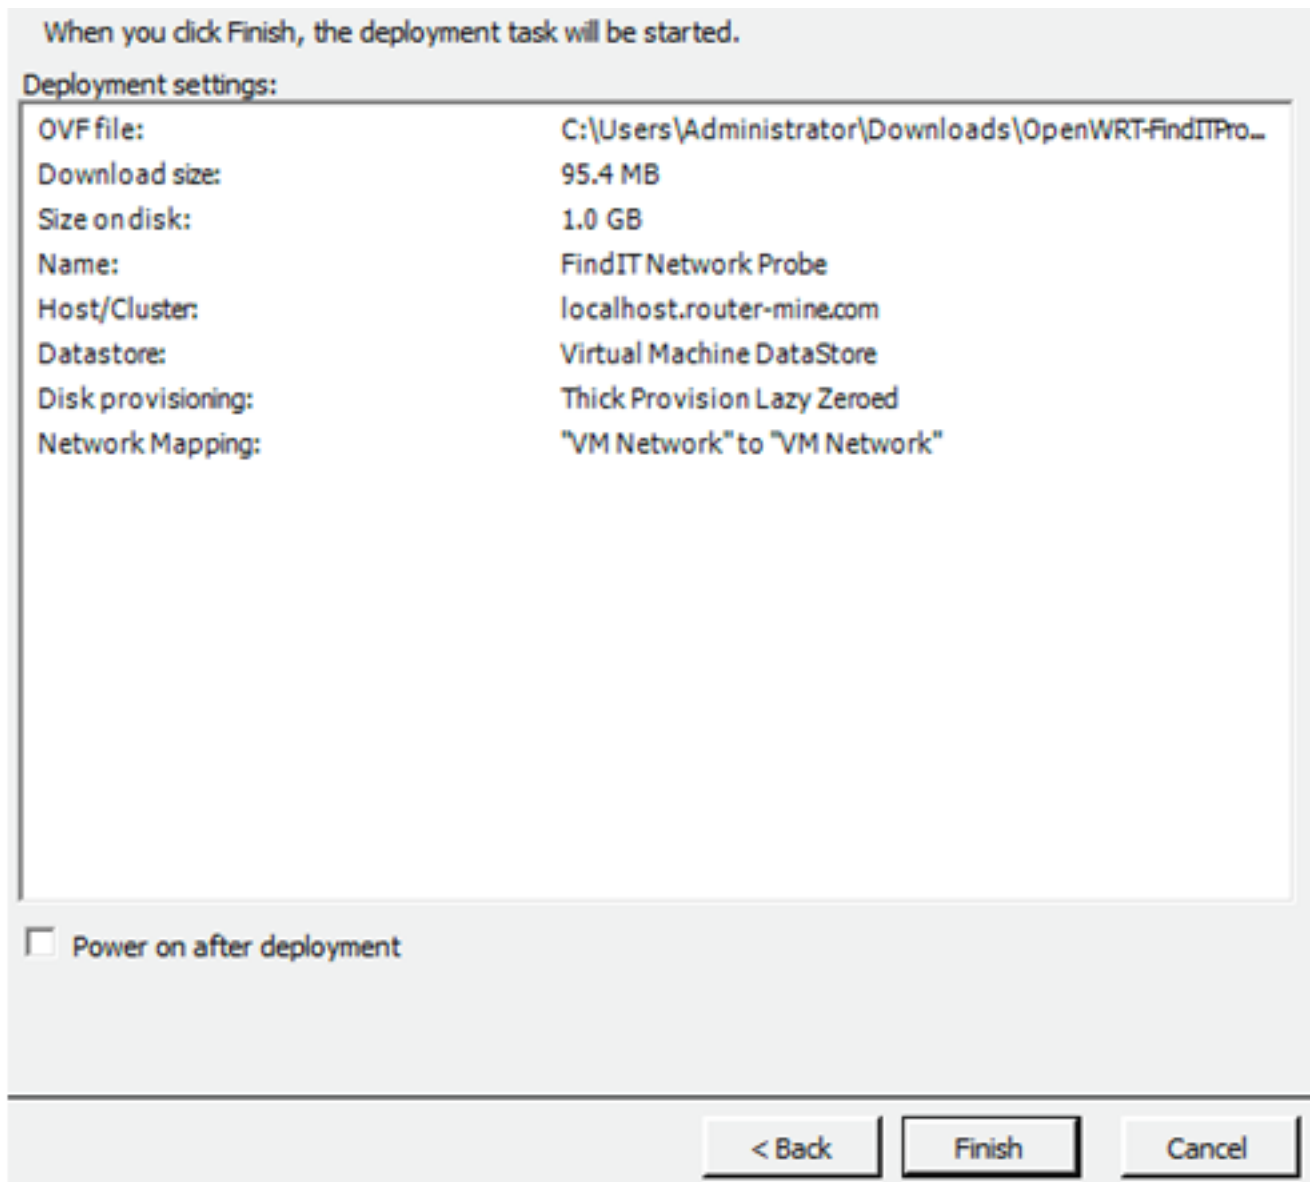 When you click Finish, the deployment task will be started.
Deployment settings:
OVF file: C:\Users\Administrator\Downloads\OpenWRT-FindITPro...
Download size: 95.4 MB
Size on disk: 1.0 GB
Name: FindIT Network Probe
Host/Cluster: localhost.router-mine.com
Datastore: Virtual Machine DataStore
Disk provisioning: Thick Provision Lazy Zeroed
Network Mapping: "VM Network" to "VM Network"
Power on after deployment
< Back Finish Cancel